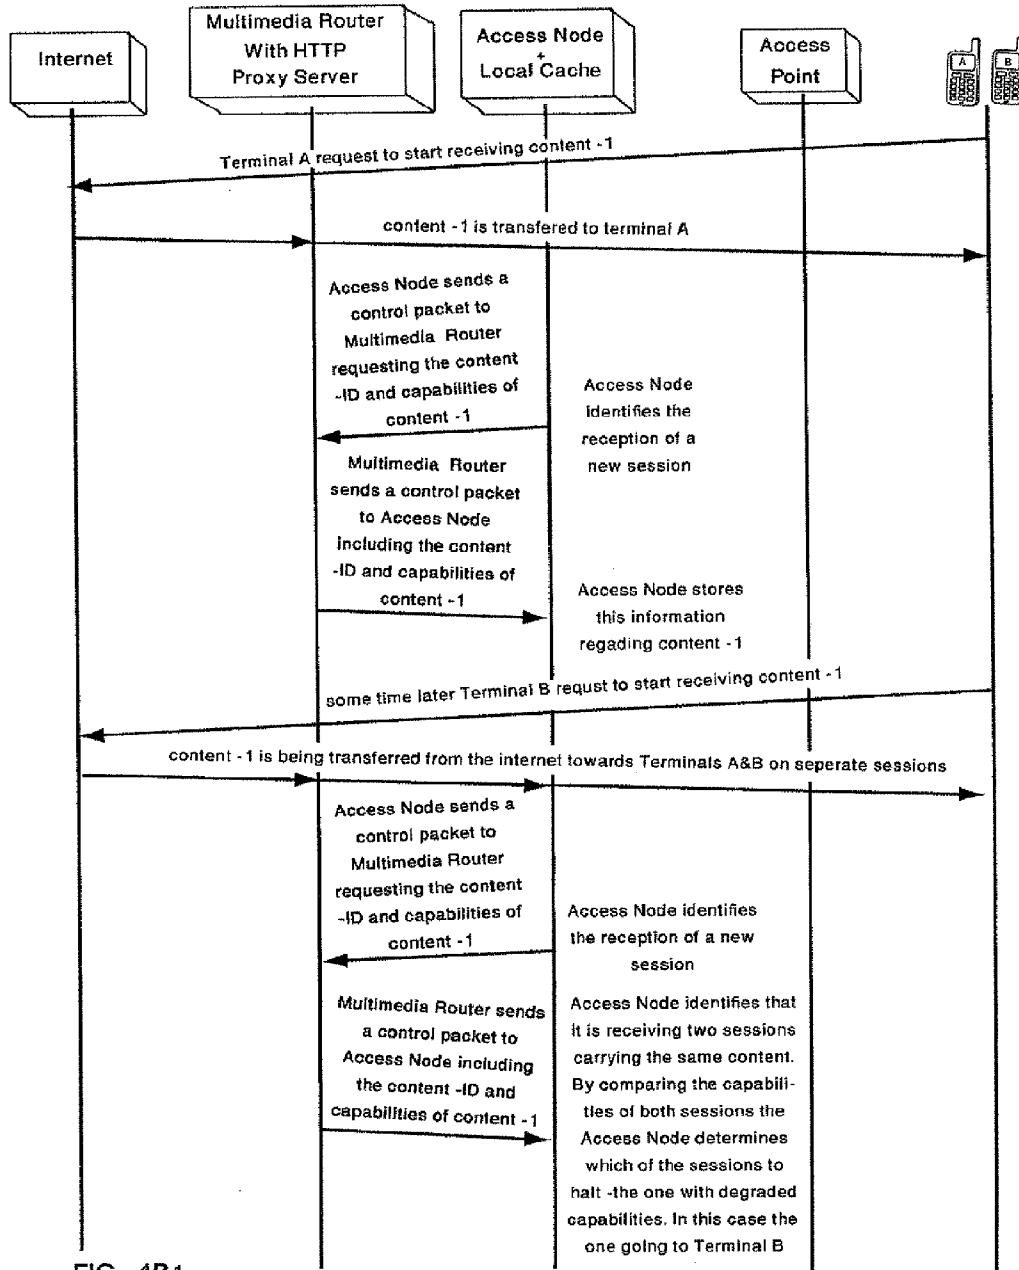 Internet
Multimedia Router
With HTTP
Proxy Server
Access Node
+
Local Cache
Access
Point
A
B
Terminal A request to start receiving content -1
content -1 is transfered to terminal A
Access Node sends a
control packet to
Multimedia Router
requesting the content
-ID and capabilities of
content -1
Access Node
identifies the
reception of a
new session
Multimedia Router
sends a control packet
to Access Node
including the content
-ID and capabilities of
content -1
Access Node stores
this information
regading content -1
some time later Terminal B requst to start receiving content -1
content -1 is being transferred from the internet towards Terminals A&B on seperate sessions
Access Node sends a
control packet to
Multimedia Router
requesting the content
-ID and capabilities of
content -1
Access Node identifies
the reception of a new
session
Multimedia Router sends
a control packet to
Access Node including
the content -ID and
capabilities of content -1
Access Node identifies that
it is receiving two sessions
carrying the same content.
By comparing the capabili-
ties of both sessions the
Access Node determines
which of the sessions to
halt -the one with degraded
capabilities. In this case the
one going to Terminal B
FIG. 4B1